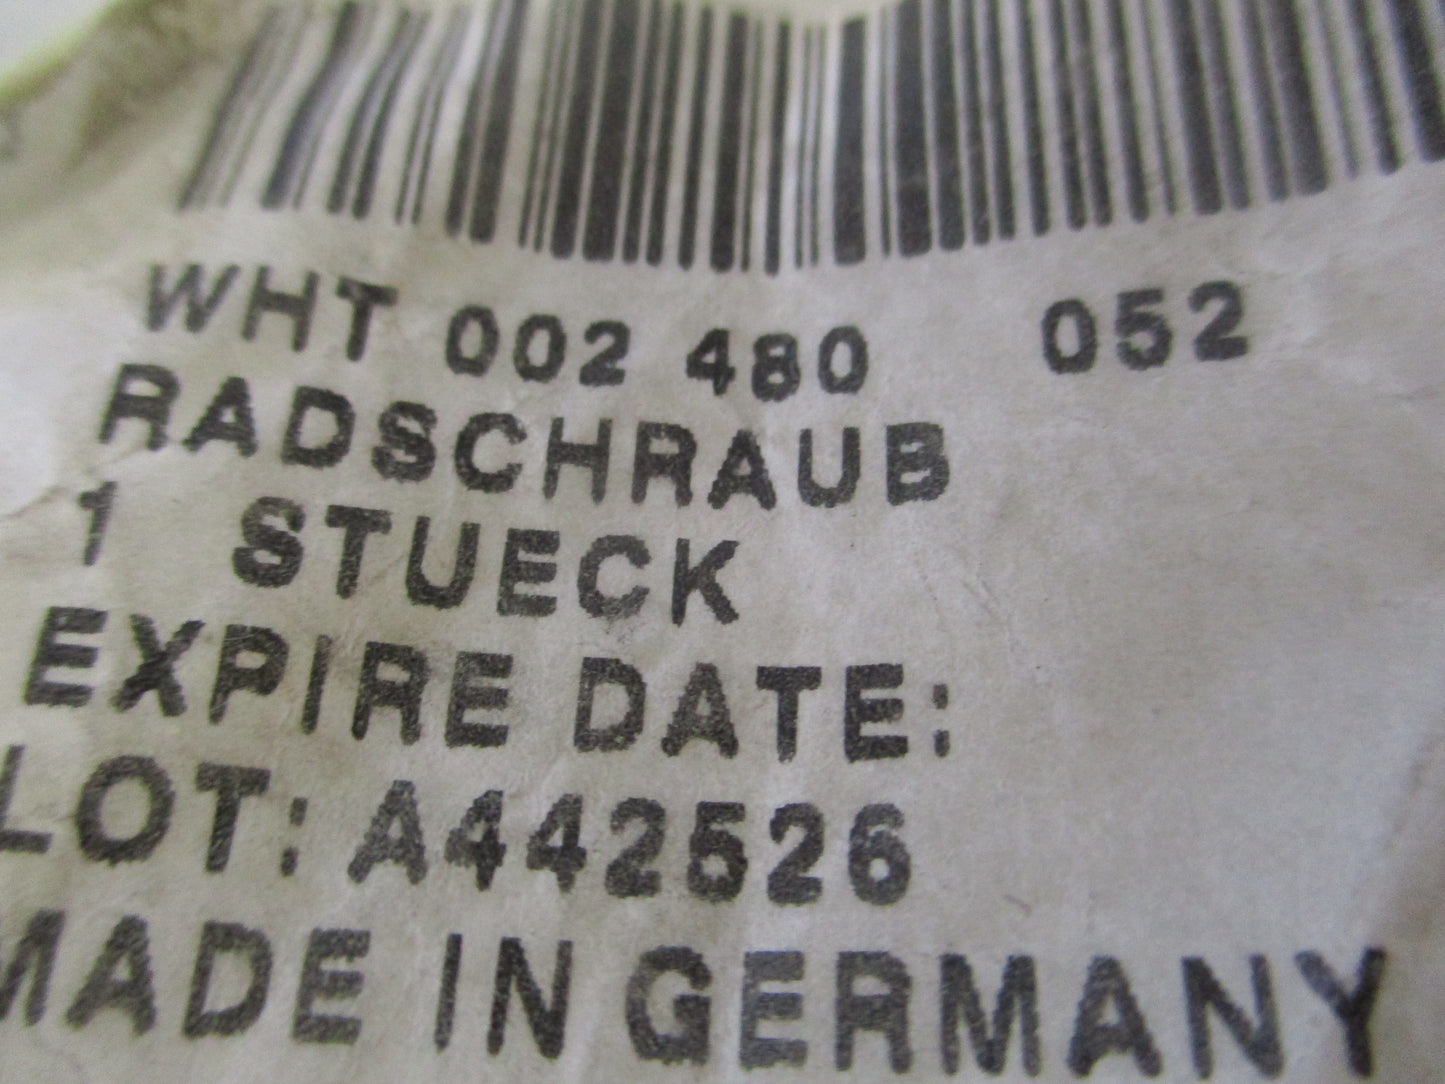 WHT 002 480 052
RADSCHRAUB
1 STUECK
EXPIRE DATE:
LOT: A442526
MADE IN GERMANY